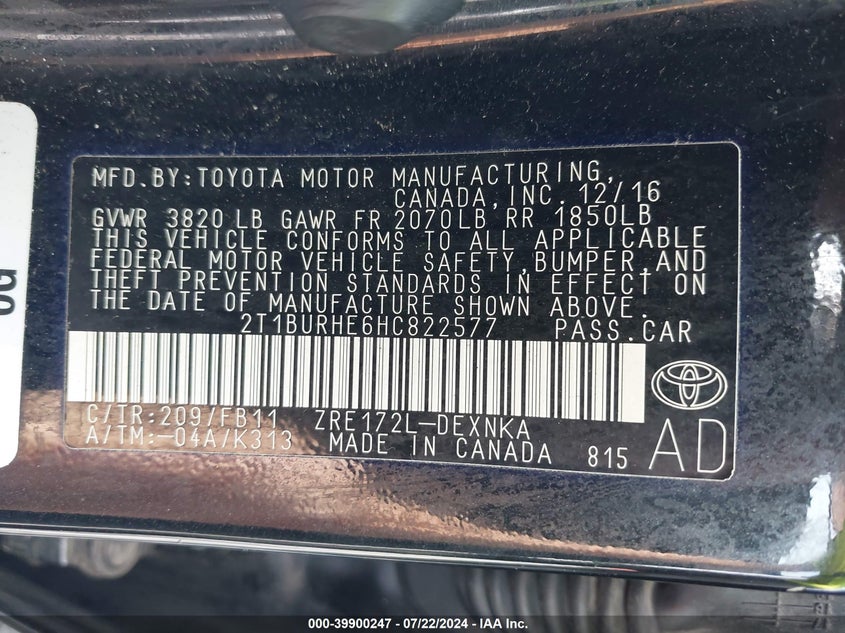 MFD.BY:TOYOTA MOTOR MANUFACTURING,
CANADA,INC. 12/16
GVWR 3820 LB GAWR FR 2070LB RR 1850LB
THIS VEHICLE CONFORMS TO ALL APPLICABLE
FEDERAL MOTOR VEHICLE SAFETY,BUMPER,AND
THEFT PREVENTION STANDARDS IN EFFECT ON
THE DATE OF MANUFACTURE SHOWN ABOVE.
2T1BURHE6HC822577 PASS.CAR
C/TR:209/FB11 ZRE172L-DEXNKA
A/TM:-04A/K313 MADE IN CANADA 815 AD
000-39900247 - 07/22/2024 - IAA Inc.